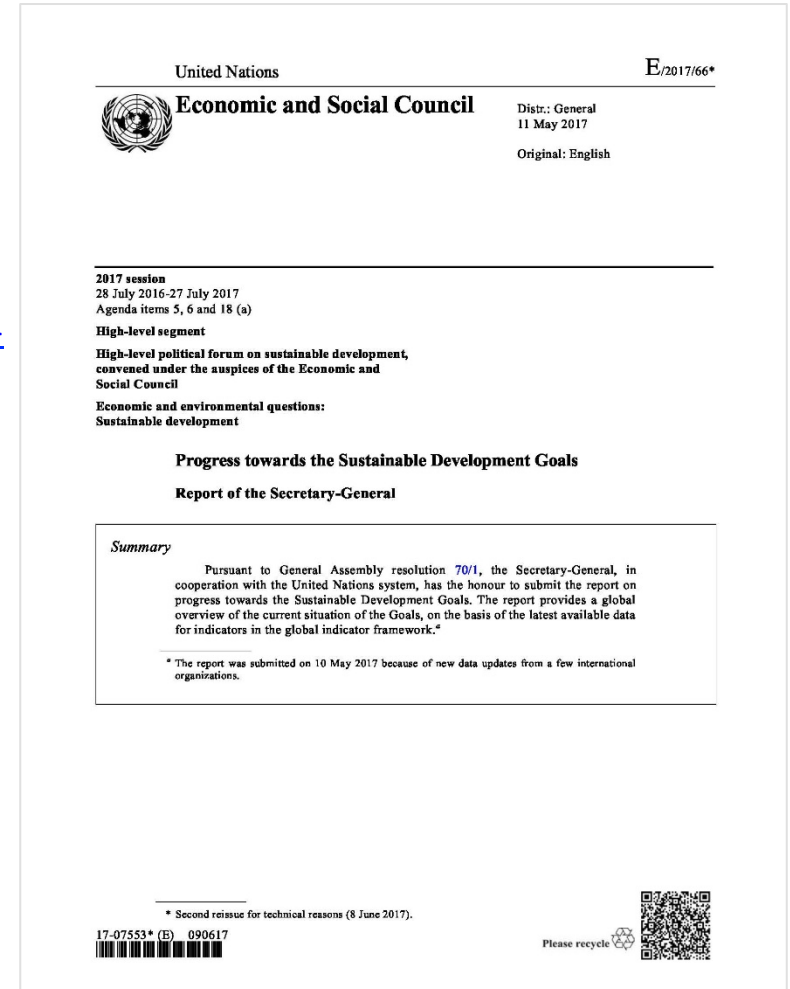 United Nations
E/2017/66*
Economic and Social Council
Distr.: General
11 May 2017
Original: English
2017 session
28 July 2016-27 July 2017
Agenda items 5, 6 and 18 (a)
High-level segment
High-level political forum on sustainable development,
convened under the auspices of the Economic and
Social Council
Economic and environmental questions:
Sustainable development
Progress towards the Sustainable Development Goals
Report of the Secretary-General
Summary
Pursuant to General Assembly resolution 70/1, the Secretary-General, in
cooperation with the United Nations system, has the honour to submit the report on
progress towards the Sustainable Development Goals. The report provides a global
overview of the current situation of the Goals, on the basis of the latest available data
for indicators in the global indicator framework.ª
ª The report was submitted on 10 May 2017 because of new data updates from a few international
organizations.
* Second reissue for technical reasons (8 June 2017).
17-07553* (E) 090617
Please recycle